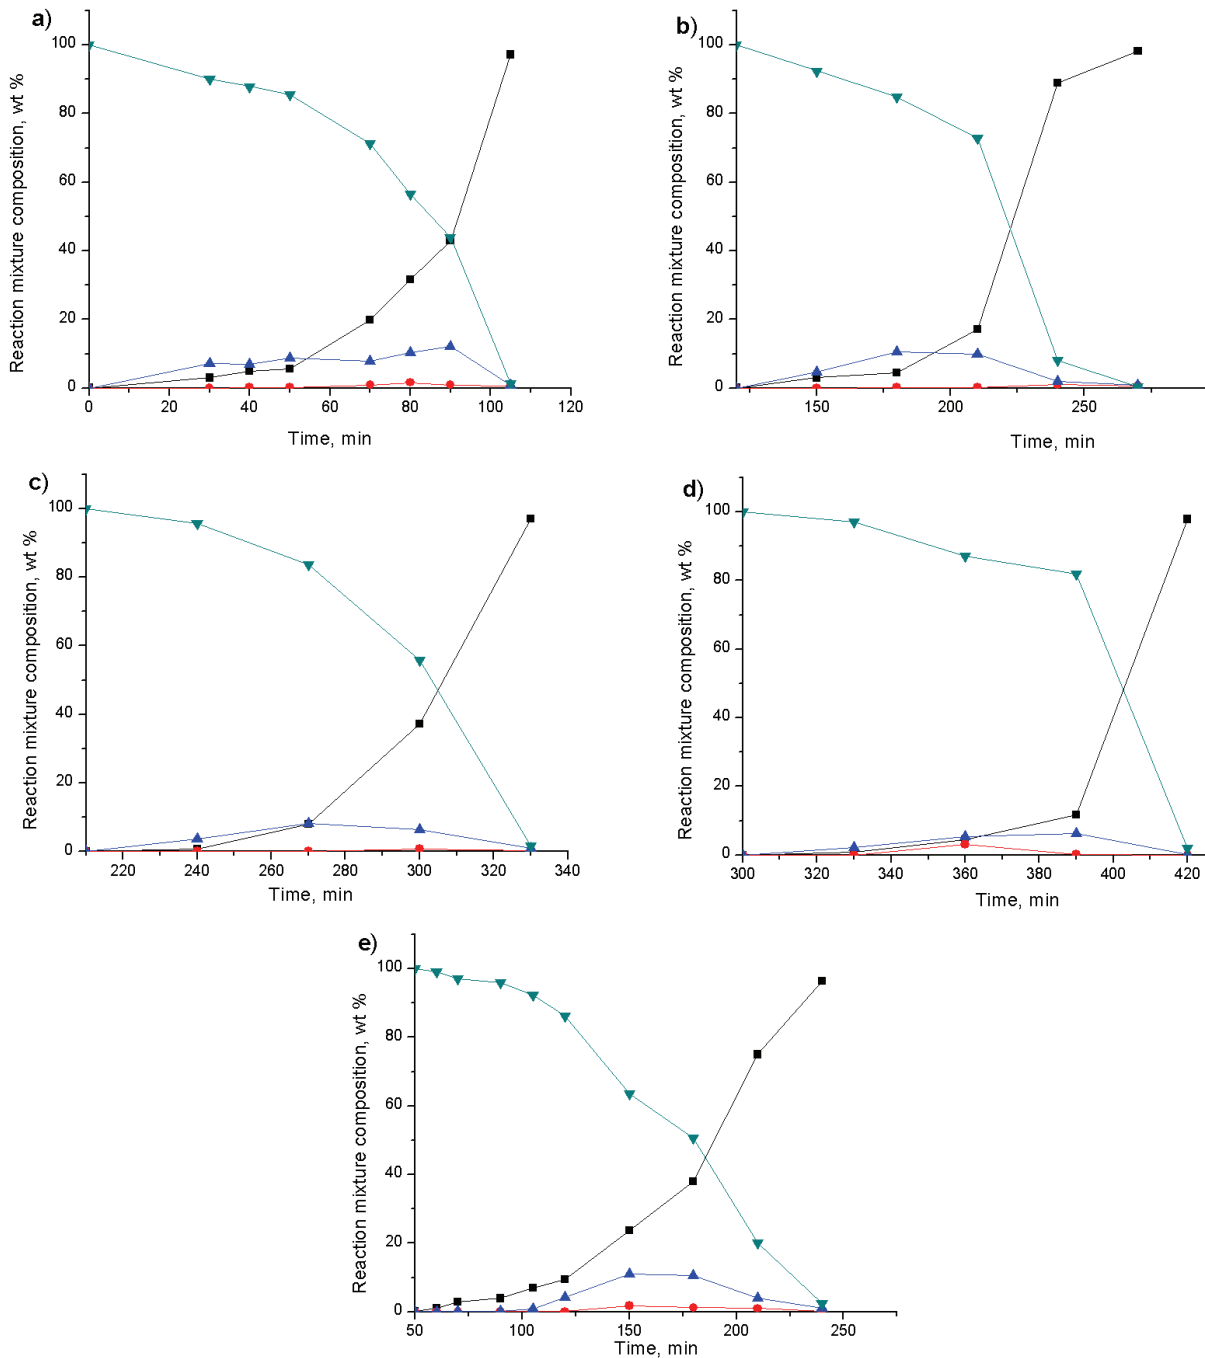 a)
Reaction mixture composition, wt %
100
80
60
40
20
0
0 20 40 60 80 100 120
Time, min
b)
Reaction mixture composition, wt %
100
80
60
40
20
0
150 200 250
Time, min
c)
Reaction mixture composition, wt %
100
80
60
40
20
0
220 240 260 280 300 320 340
Time, min
d)
Reaction mixture composition, wt %
100
80
60
40
20
0
300 320 340 360 380 400 420
Time, min
e)
Reaction mixture composition, wt %
100
80
60
40
20
0
50 100 150 200 250
Time, min